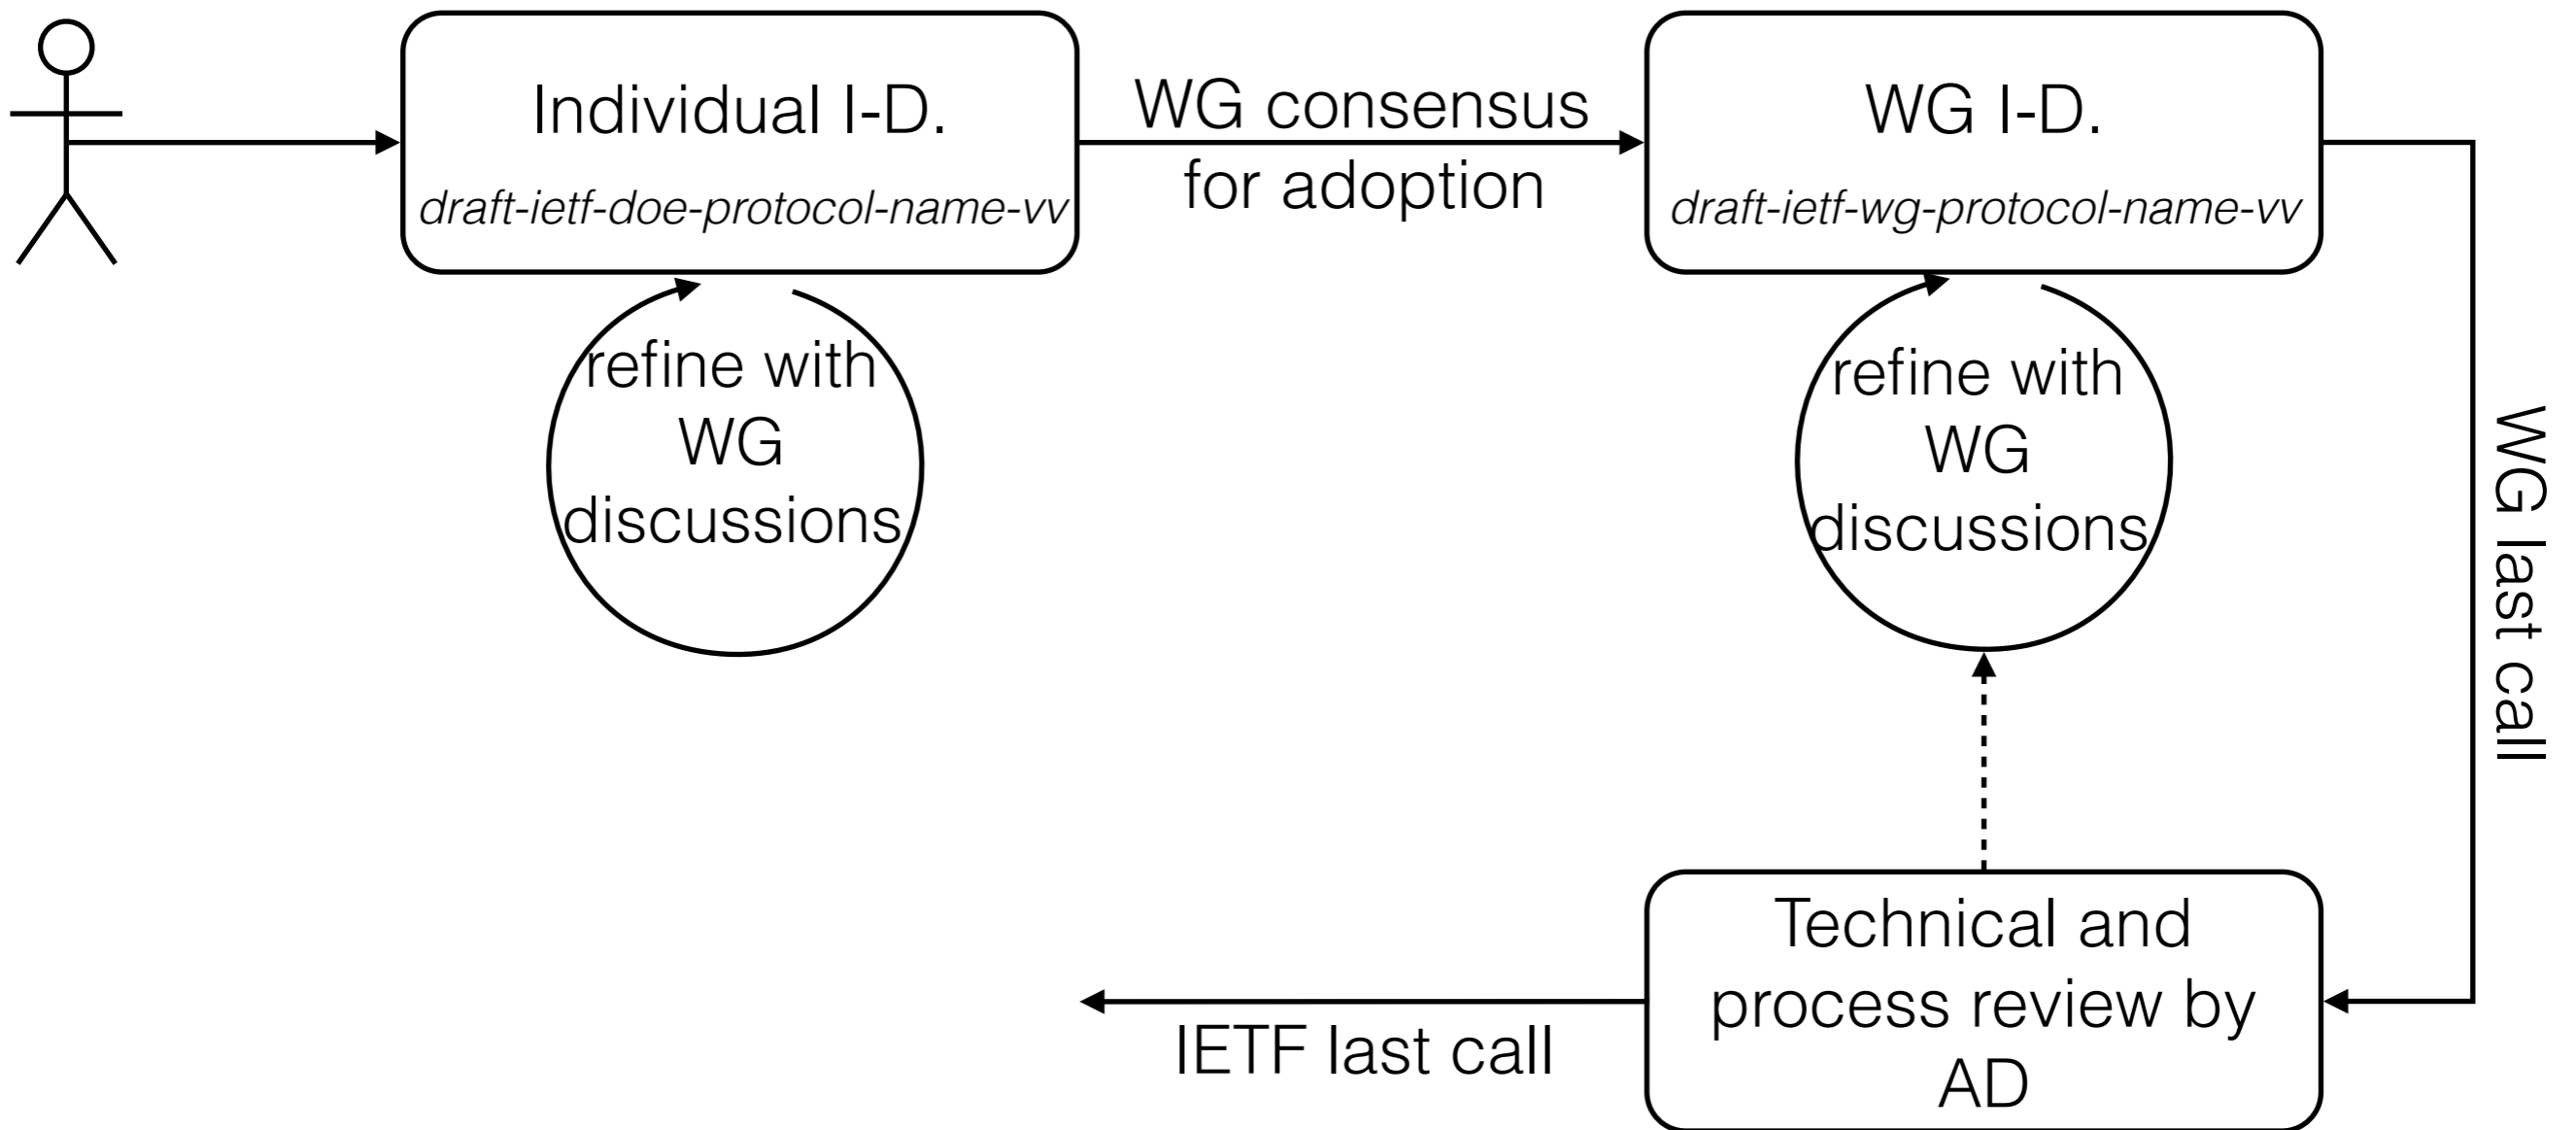 Individual I-D.
draft-ietf-doe-protocol-name-vv
WG consensus
for adoption
WG I-D.
draft-ietf-wg-protocol-name-vv
refine with
WG
discussions
refine with
WG
discussions
WG last call
Technical and
process review by
AD
IETF last call